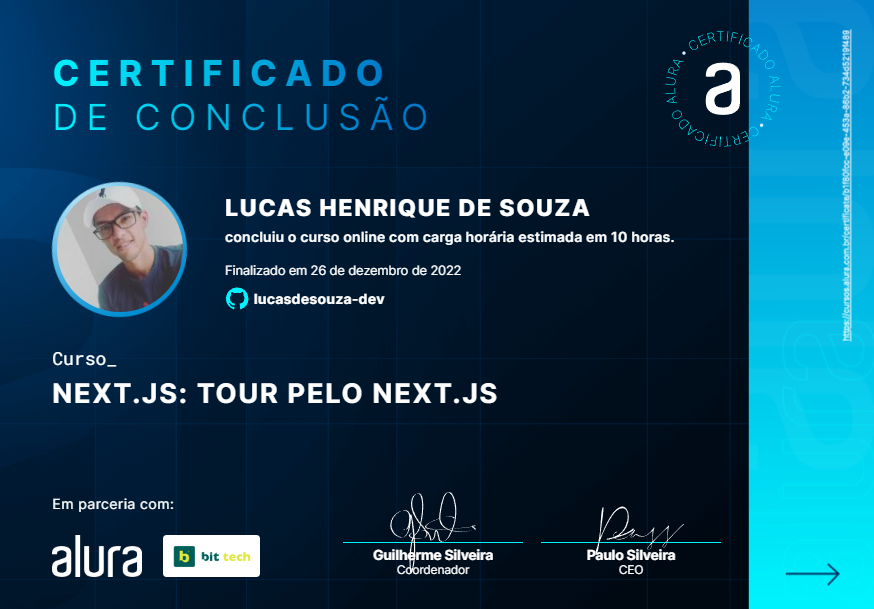 CERTIFICADO
DE CONCLUSÃO
CERTIFICADO ALURA • CERTIFICADO ALURA •
a
LUCAS HENRIQUE DE SOUZA
concluiu o curso online com carga horária estimada em 10 horas.
Finalizado em 26 de dezembro de 2022
lucasdesouza-dev
Curso_
NEXT.JS: TOUR PELO NEXT.JS
Em parceria com:
alura
b bit tech
Guilherme Silveira
Coordenador
Paulo Silveira
CEO